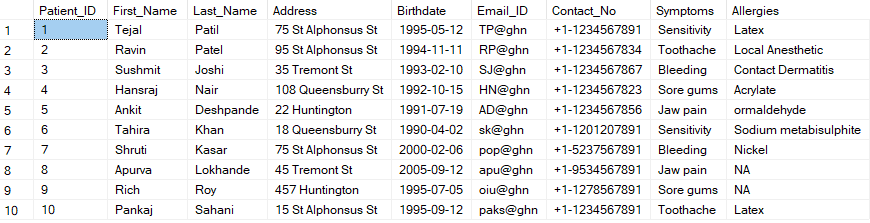 Patient_ID First_Name Last_Name Address Birthdate Email_ID Contact_No Symptoms Allergies
1 1 Tejal Patil 75 St Alphonsus St 1995-05-12 TP@ghn +1-1234567891 Sensitivity Latex
2 2 Ravin Patel 95 St Alphonsus St 1994-11-11 RP@ghn +1-1234567834 Toothache Local Anesthetic
3 3 Sushmit Joshi 35 Tremont St 1993-02-10 SJ@ghn +1-1234567867 Bleeding Contact Dermatitis
4 4 Hansraj Nair 108 Queensburry St 1992-10-15 HN@ghn +1-1234567823 Sore gums Acrylate
5 5 Ankit Deshpande 22 Huntington 1991-07-19 AD@ghn +1-1234567856 Jaw pain ormaldehyde
6 6 Tahira Khan 18 Queensburry St 1990-04-02 sk@ghn +1-1201207891 Sensitivity Sodium metabisulphite
7 7 Shruti Kasar 75 St Alphonsus St 2000-02-06 pop@ghn +1-5237567891 Bleeding Nickel
8 8 Apurva Lokhande 45 Tremont St 2005-09-12 apu@ghn +1-9534567891 Jaw pain NA
9 9 Rich Roy 457 Huntington 1995-07-05 oiu@ghn +1-1278567891 Sore gums NA
10 10 Pankaj Sahani 15 St Alphonsus St 1995-09-12 paks@ghn +1-1234567891 Toothache Latex